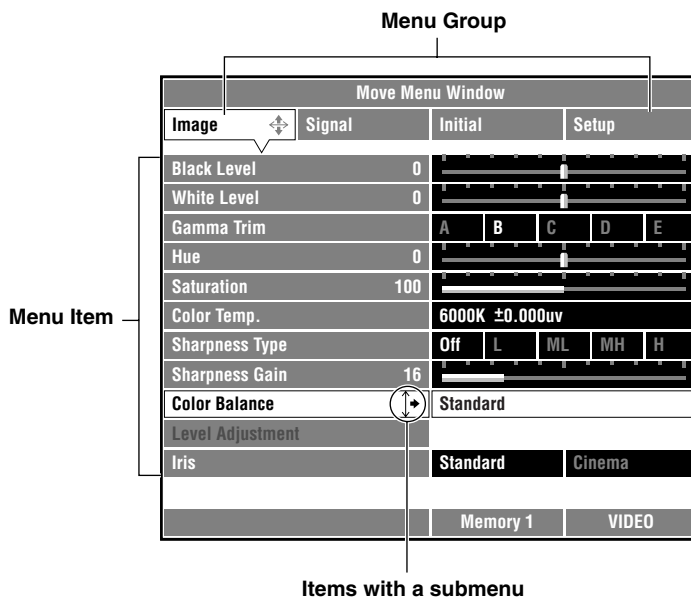 Menu Group
Move Menu Window
Image Signal Initial Setup
Black Level 0
White Level 0
Gamma Trim A B C D E
Hue 0
Saturation 100
Menu Item
Color Temp. 6000K ±0.000uv
Sharpness Type Off L ML MH H
Sharpness Gain 16
Color Balance Standard
Level Adjustment
Iris Standard Cinema
Memory 1 VIDEO
Items with a submenu